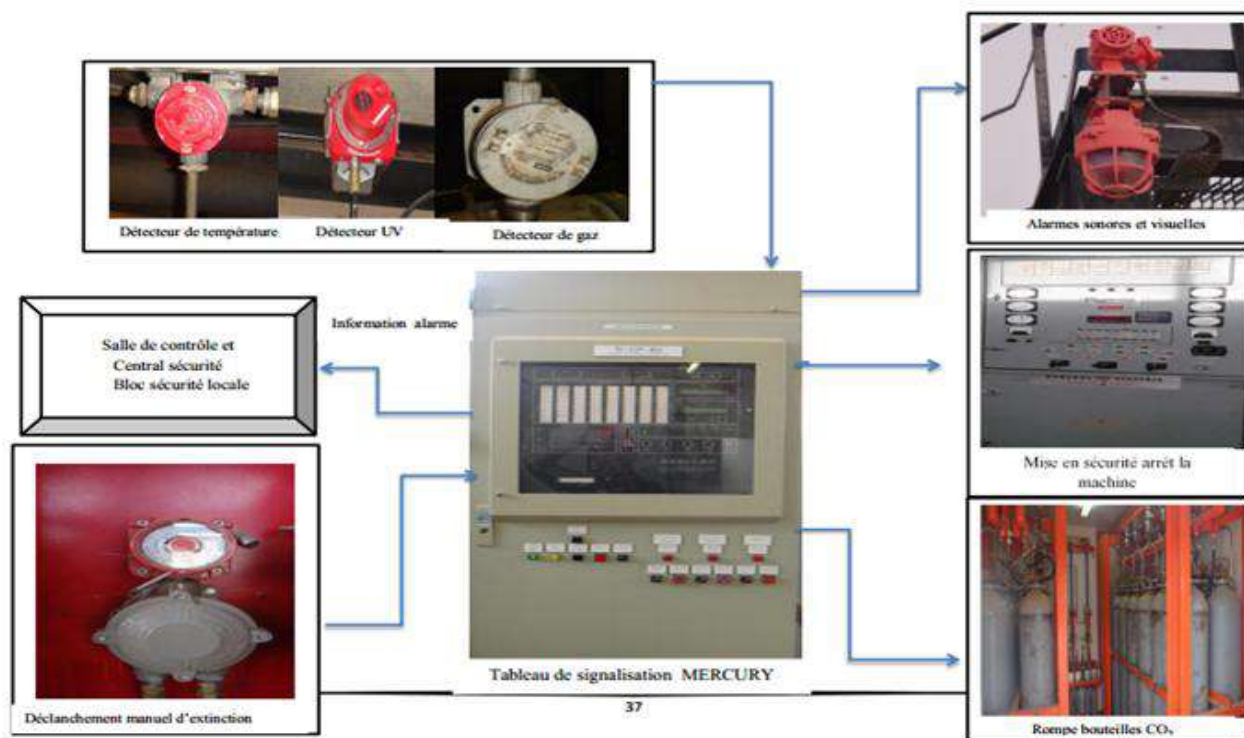 Détecteur de température
Détecteur UV
Détecteur de gaz
Alarmes sonores et visuelles
Information alarme
Salle de contrôle et
Central sécurité
Bloc sécurité locale
Mise en sécurité arrêt la
machine
Tableau de signalisation MERCURY
37
Déclanchement manuel d'extinction
Rompe bouteilles CO₂